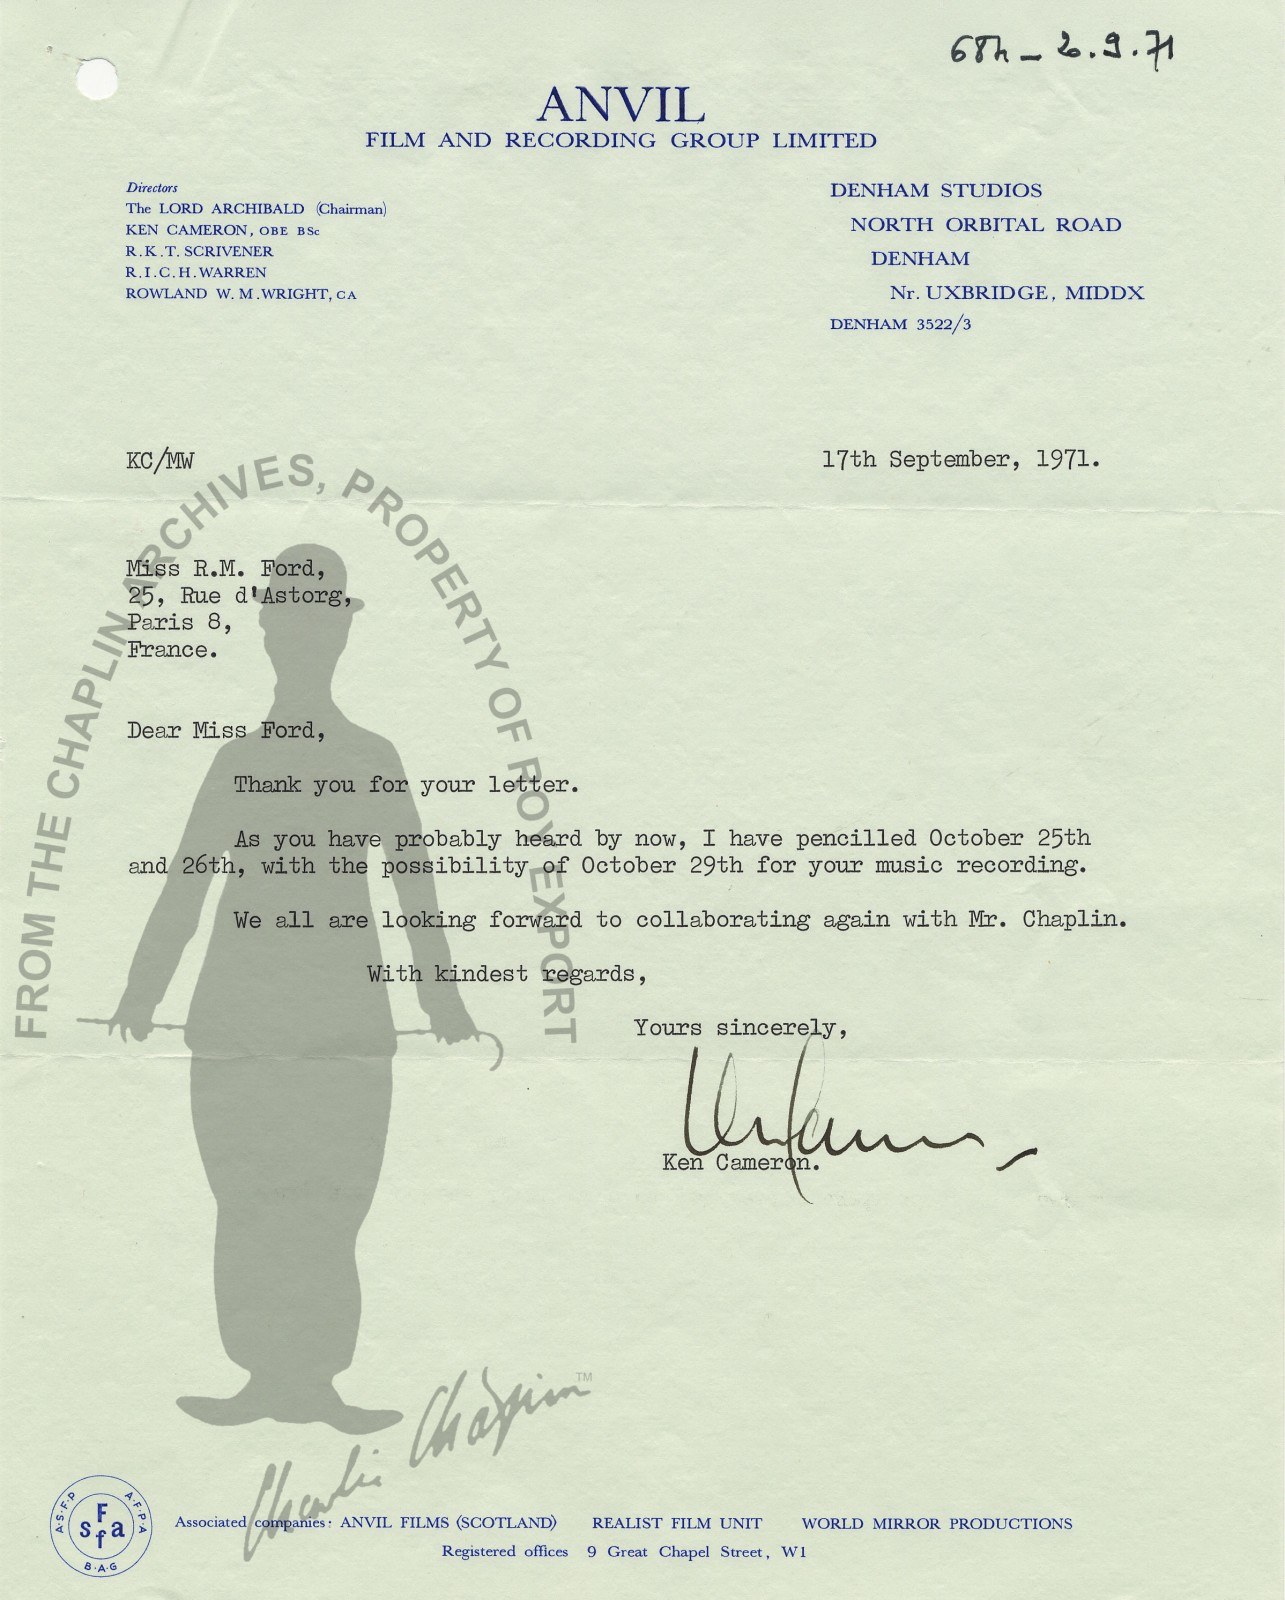 6Th - 20.9.71
ANVIL
FILM AND RECORDING GROUP LIMITED
Directors
The LORD ARCHIBALD (Chairman)
KEN CAMERON, OBE BSc
R.K.T. SCRIVENER
R.I.C.H. WARREN
ROWLAND W. M. WRIGHT, CA
DENHAM STUDIOS
NORTH ORBITAL ROAD
DENHAM
Nr. UXBRIDGE, MIDDX
DENHAM 3522/3
KC/MW
17th September, 1971.
Miss R.M. Ford,
25, Rue d'Astorg,
Paris 8,
France.
Dear Miss Ford,
Thank you for your letter.
As you have probably heard by now, I have pencilled October 25th
and 26th, with the possibility of October 29th for your music recording.
We all are looking forward to collaborating again with Mr. Chaplin.
With kindest regards,
Yours sincerely,
Ken Cameron
Ken Cameron.
FROM THE CHAPLIN ARCHIVES, PROPERTY OF ROY EXPORT
Charlie Chaplin™
A·S·F·P
A·F·P·A
F
s f a
B·A·G
Associated companies: ANVIL FILMS (SCOTLAND) REALIST FILM UNIT WORLD MIRROR PRODUCTIONS
Registered offices 9 Great Chapel Street, W1